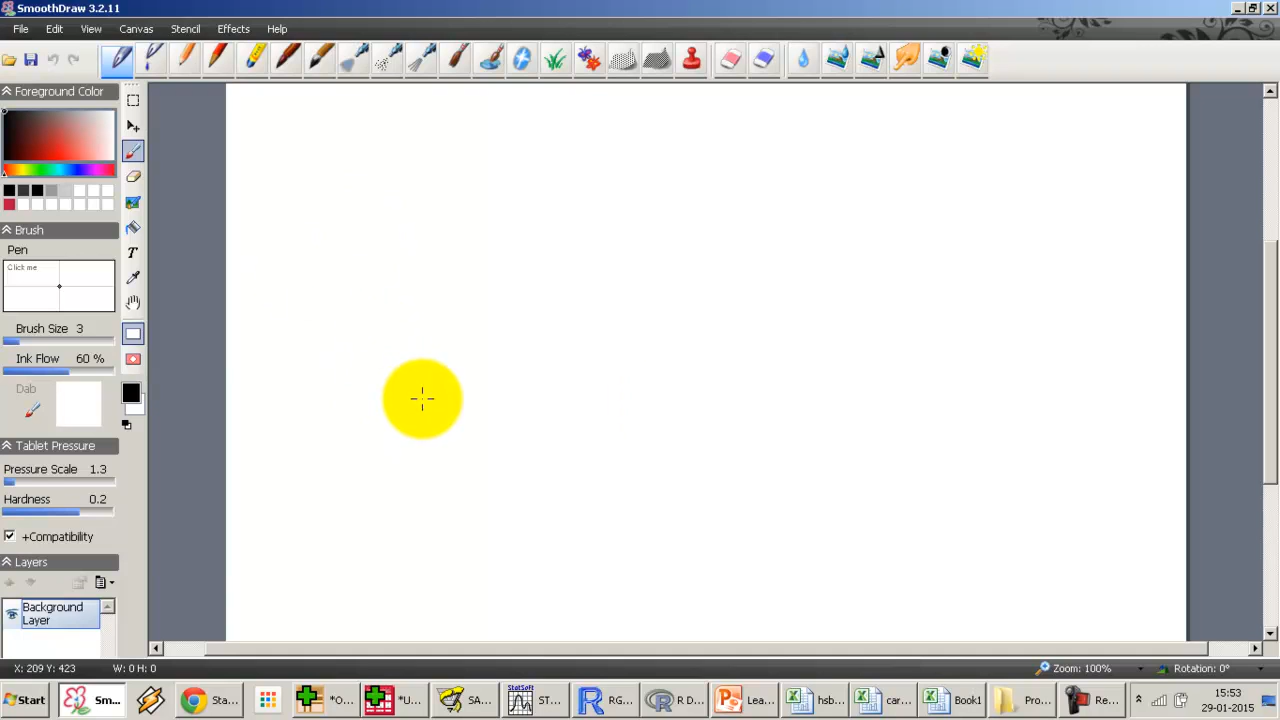 SmoothDraw 3.2.11
File Edit View Canvas Stencil Effects Help
Foreground Color
Brush
Pen
Click me
Brush Size 3
Ink Flow 60 %
Dab
T
Tablet Pressure
Pressure Scale 1.3
Hardness 0.2
+Compatibility
Layers
Background
Layer
X: 209 Y: 423 W: 0 H: 0 Zoom: 100% Rotation: 0°
Start Smo... Sta... *O... *U... SA... StatSoft ST... R RG... R R D... P Lea... hsb... car... Book1 Pro... Re... 15:53
29-01-2015